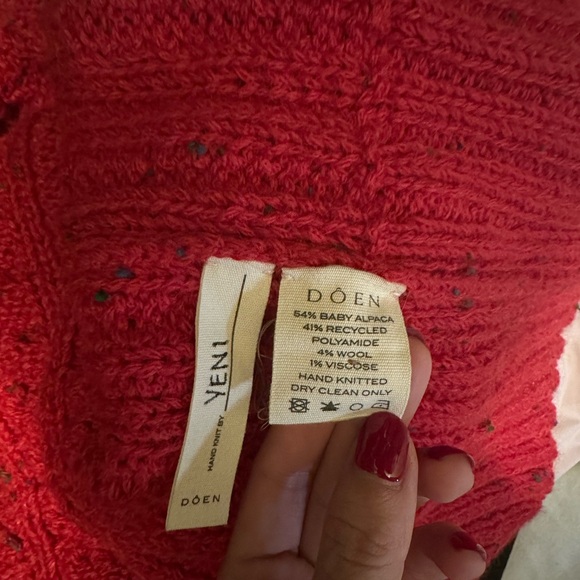 HAND KNIT BY YENI
DÔEN
DÔEN
54% BABY ALPACA
41% RECYCLED
POLYAMIDE
4% WOOL
1% VISCOSE
HAND KNITTED
DRY CLEAN ONLY